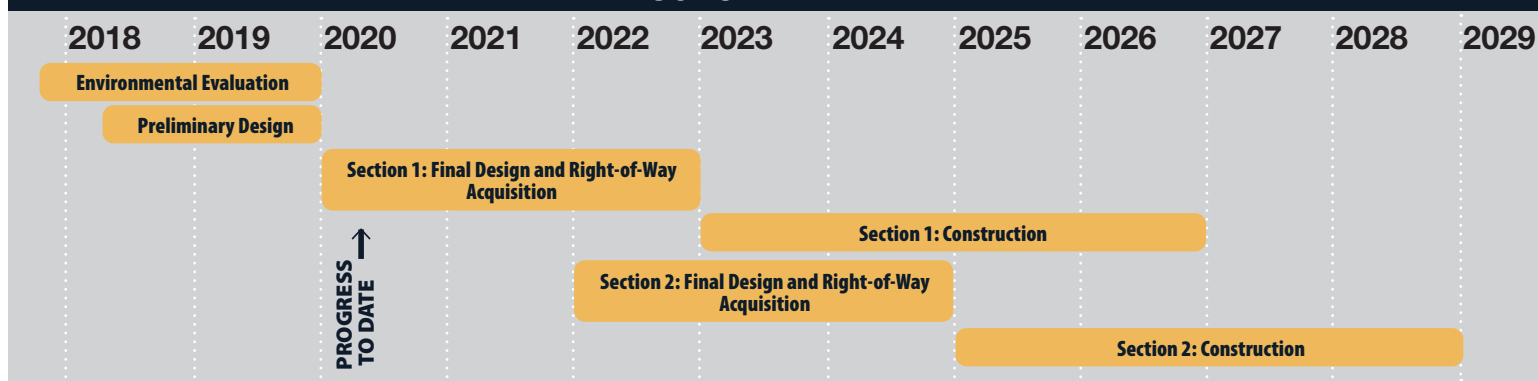 2018 2019 2020 2021 2022 2023 2024 2025 2026 2027 2028 2029
Environmental Evaluation
Preliminary Design
Section 1: Final Design and Right-of-Way
Acquisition
Section 1: Construction
PROGRESS
TO DATE
Section 2: Final Design and Right-of-Way
Acquisition
Section 2: Construction